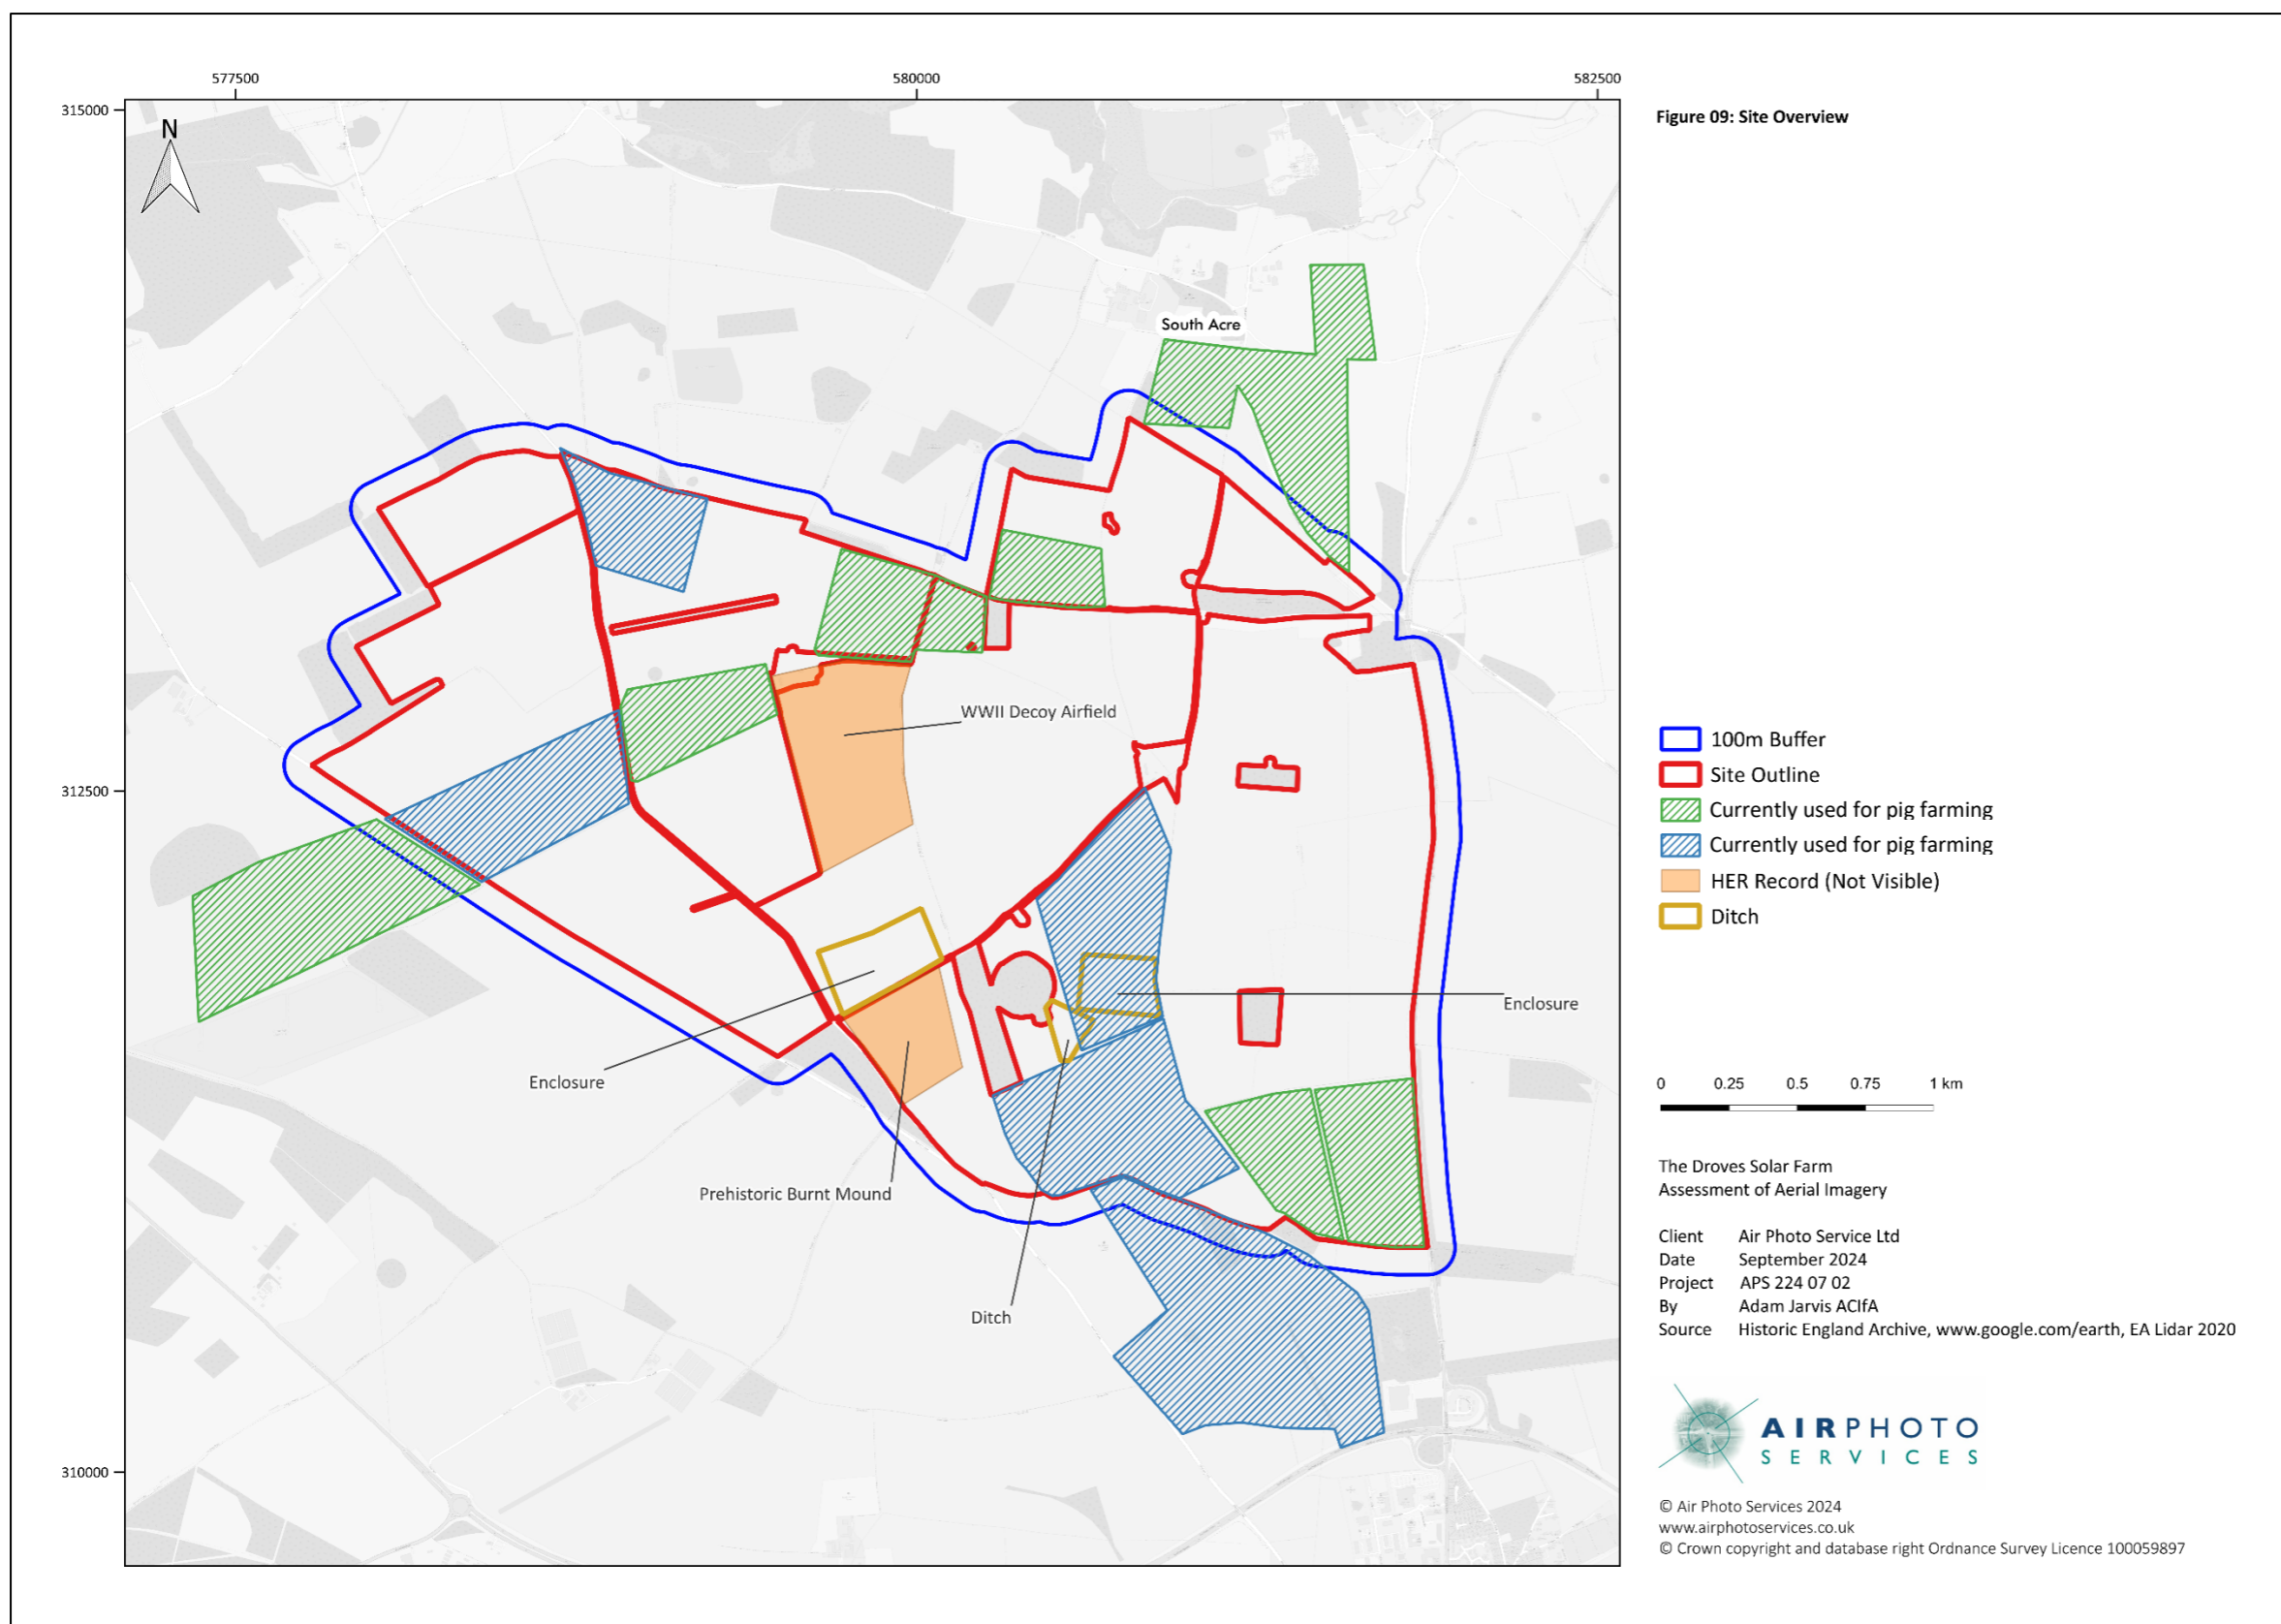 577500
580000
582500
315000
N
Figure 09: Site Overview
South Acre
WWII Decoy Airfield
100m Buffer
Site Outline
312500
Currently used for pig farming
Currently used for pig farming
HER Record (Not Visible)
Ditch
Enclosure
Enclosure
Prehistoric Burnt Mound
Ditch
0 0.25 0.5 0.75 1 km
The Droves Solar Farm
Assessment of Aerial Imagery
Client Air Photo Service Ltd
Date September 2024
Project APS 224 07 02
By Adam Jarvis ACIfA
Source Historic England Archive, www.google.com/earth, EA Lidar 2020
310000
AIRPHOTO
SERVICES
© Air Photo Services 2024
www.airphotoservices.co.uk
© Crown copyright and database right Ordnance Survey Licence 100059897